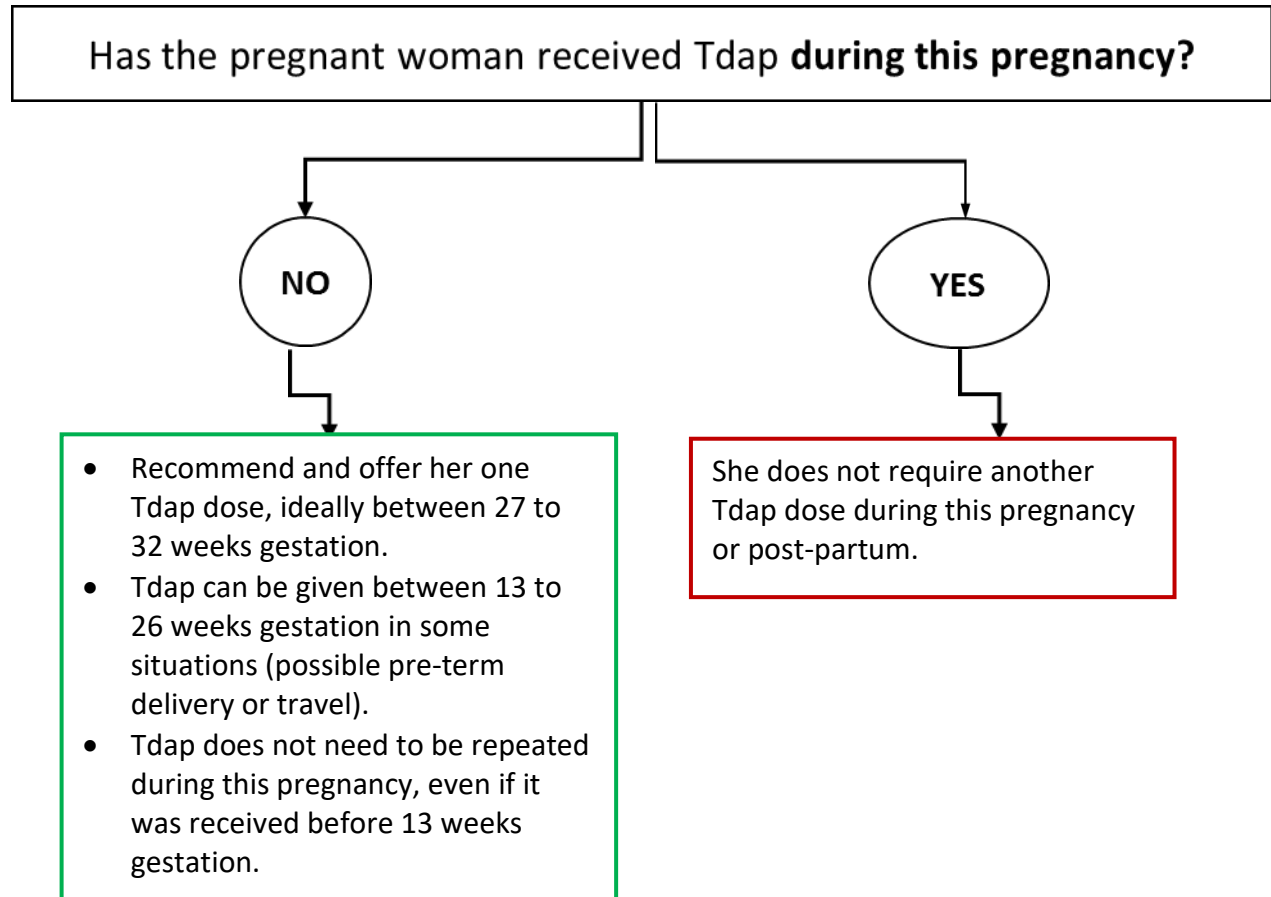 Has the pregnant woman received Tdap during this pregnancy?
NO
YES
• Recommend and offer her one
Tdap dose, ideally between 27 to
32 weeks gestation.
• Tdap can be given between 13 to
26 weeks gestation in some
situations (possible pre-term
delivery or travel).
• Tdap does not need to be repeated
during this pregnancy, even if it
was received before 13 weeks
gestation.
She does not require another
Tdap dose during this pregnancy
or post-partum.